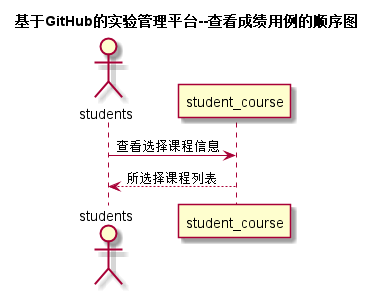 基于GitHub的实验管理平台--查看成绩用例的顺序图
students
student_course
查看选择课程信息
所选择课程列表
students
student_course